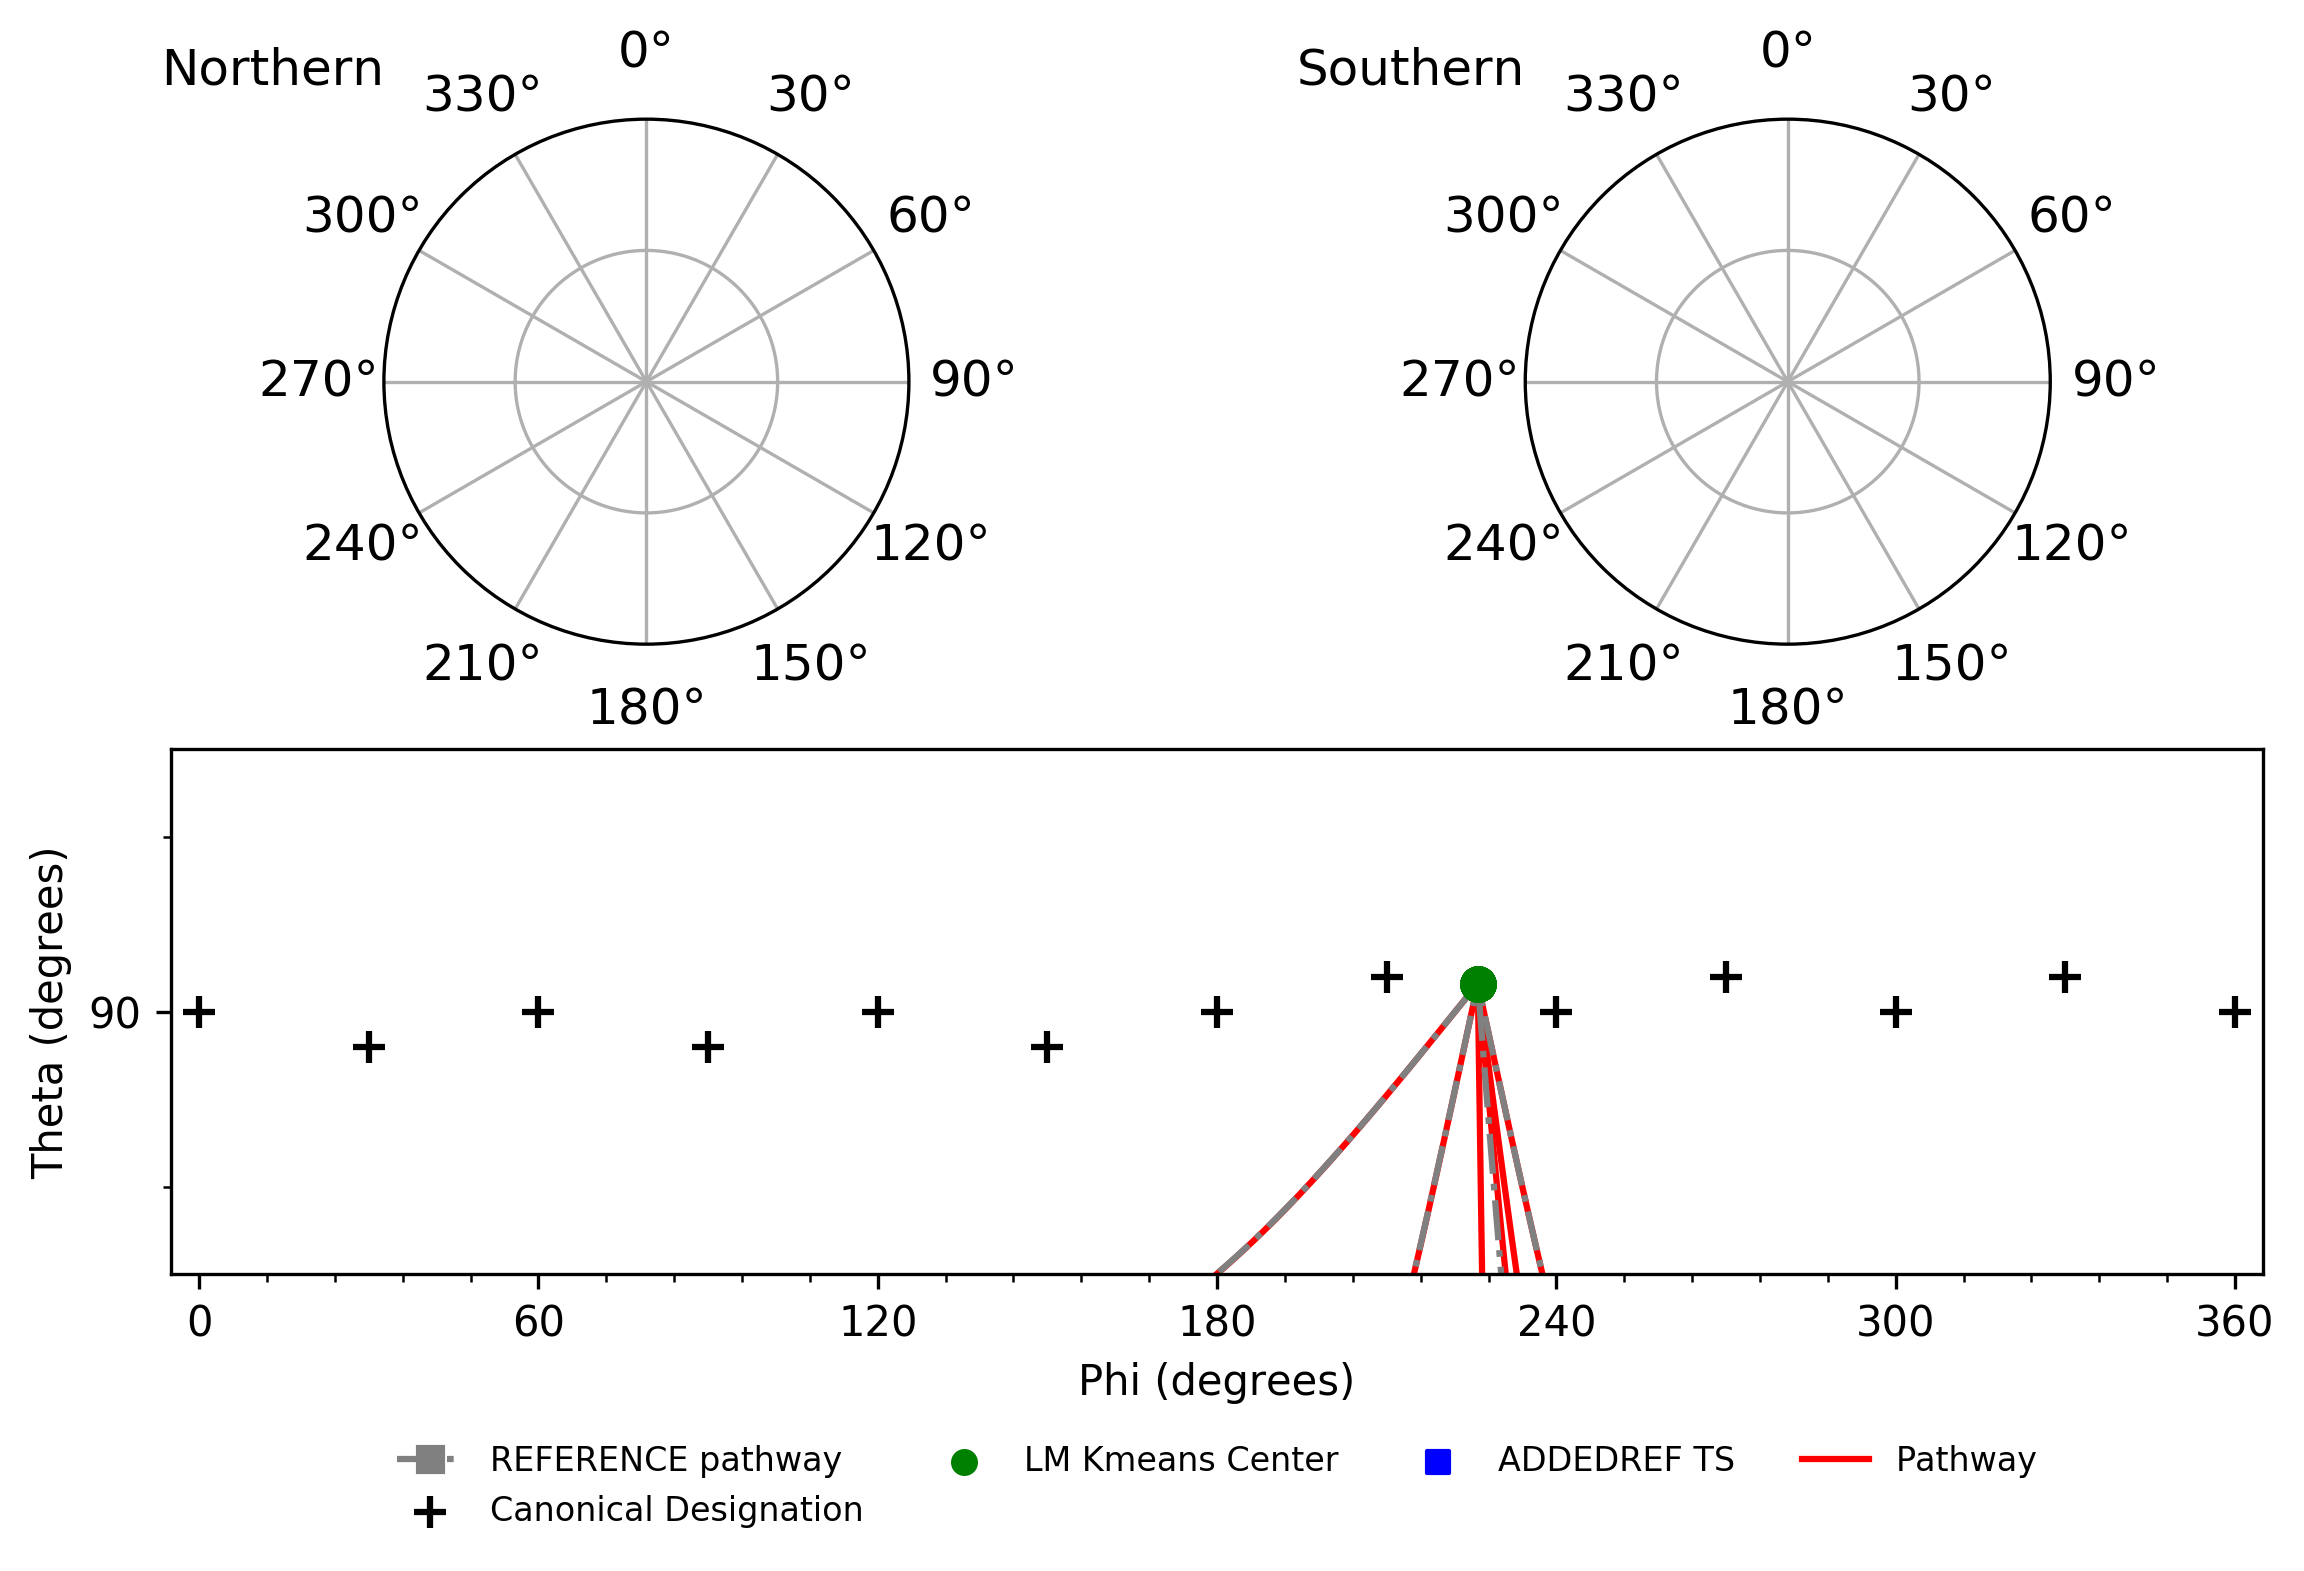 Northern
0°
30°
60°
90°
120°
150°
180°
210°
240°
270°
300°
330°
Southern
0°
30°
60°
90°
120°
150°
180°
210°
240°
270°
300°
330°
Theta (degrees)
90
0 60 120 180 240 300 360
Phi (degrees)
REFERENCE pathway
Canonical Designation
LM Kmeans Center
ADDEDREF TS
Pathway